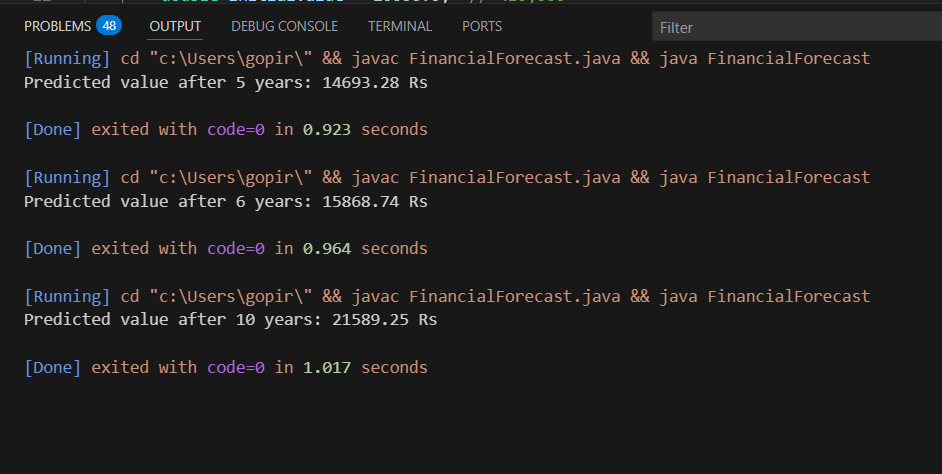 PROBLEMS 48 OUTPUT DEBUG CONSOLE TERMINAL PORTS Filter
[Running] cd "c:\Users\gopir\" && javac FinancialForecast.java && java FinancialForecast
Predicted value after 5 years: 14693.28 Rs
[Done] exited with code=0 in 0.923 seconds
[Running] cd "c:\Users\gopir\" && javac FinancialForecast.java && java FinancialForecast
Predicted value after 6 years: 15868.74 Rs
[Done] exited with code=0 in 0.964 seconds
[Running] cd "c:\Users\gopir\" && javac FinancialForecast.java && java FinancialForecast
Predicted value after 10 years: 21589.25 Rs
[Done] exited with code=0 in 1.017 seconds